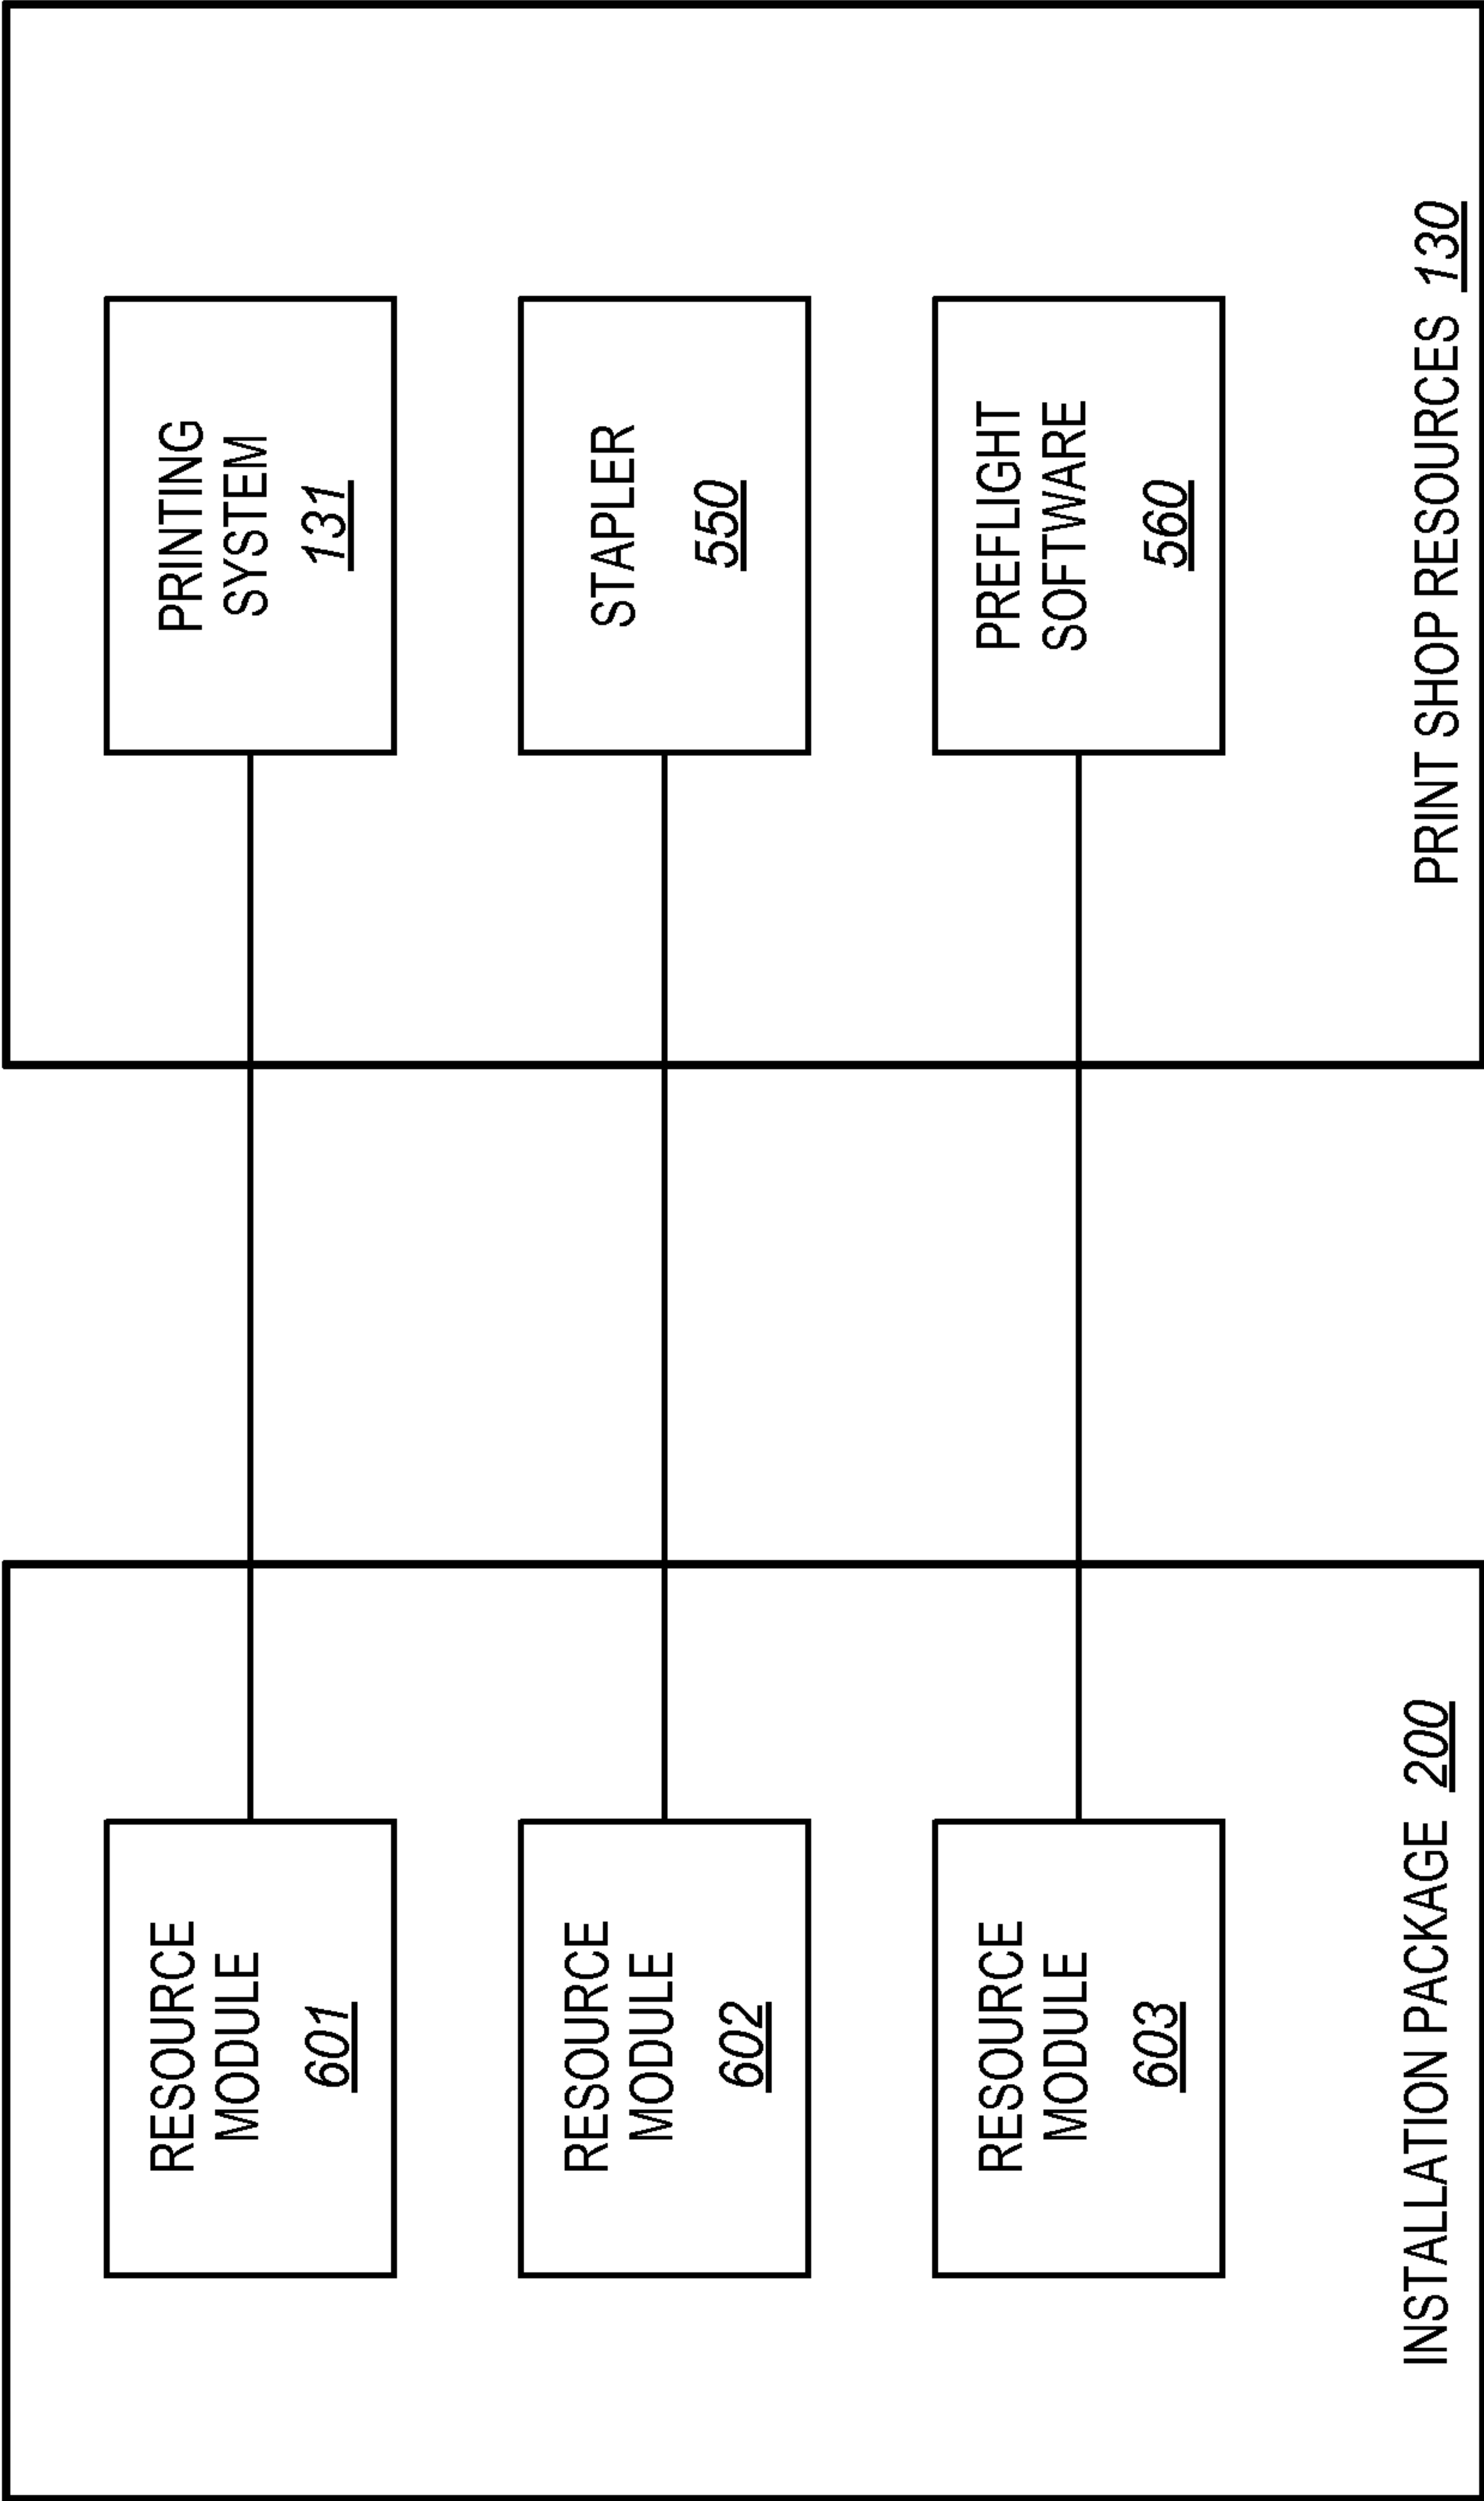 RESOURCE
MODULE
601
RESOURCE
MODULE
602
RESOURCE
MODULE
603
INSTALLATION PACKAGE 200
PRINTING
SYSTEM
131
STAPLER
550
PREFLIGHT
SOFTWARE
560
PRINT SHOP RESOURCES 130